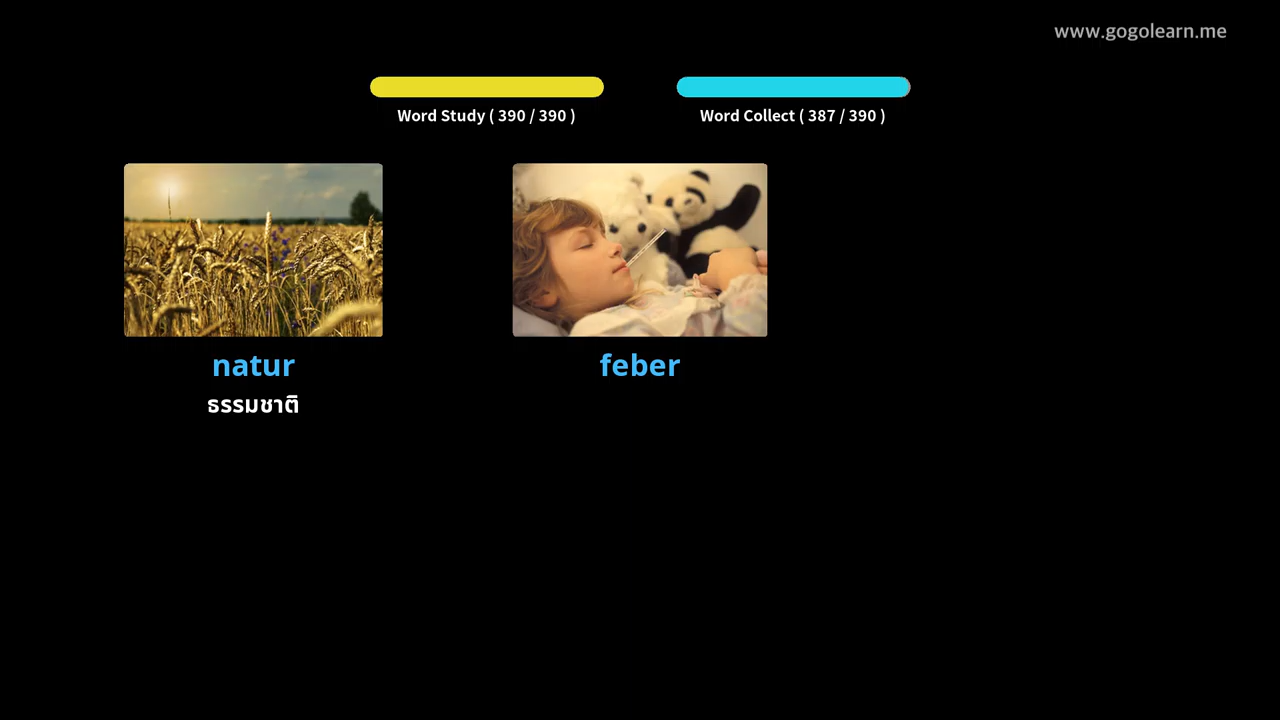 www.gogolearn.me
Word Study ( 390 / 390 )
Word Collect ( 387 / 390 )
natur
ธรรมชาติ
feber